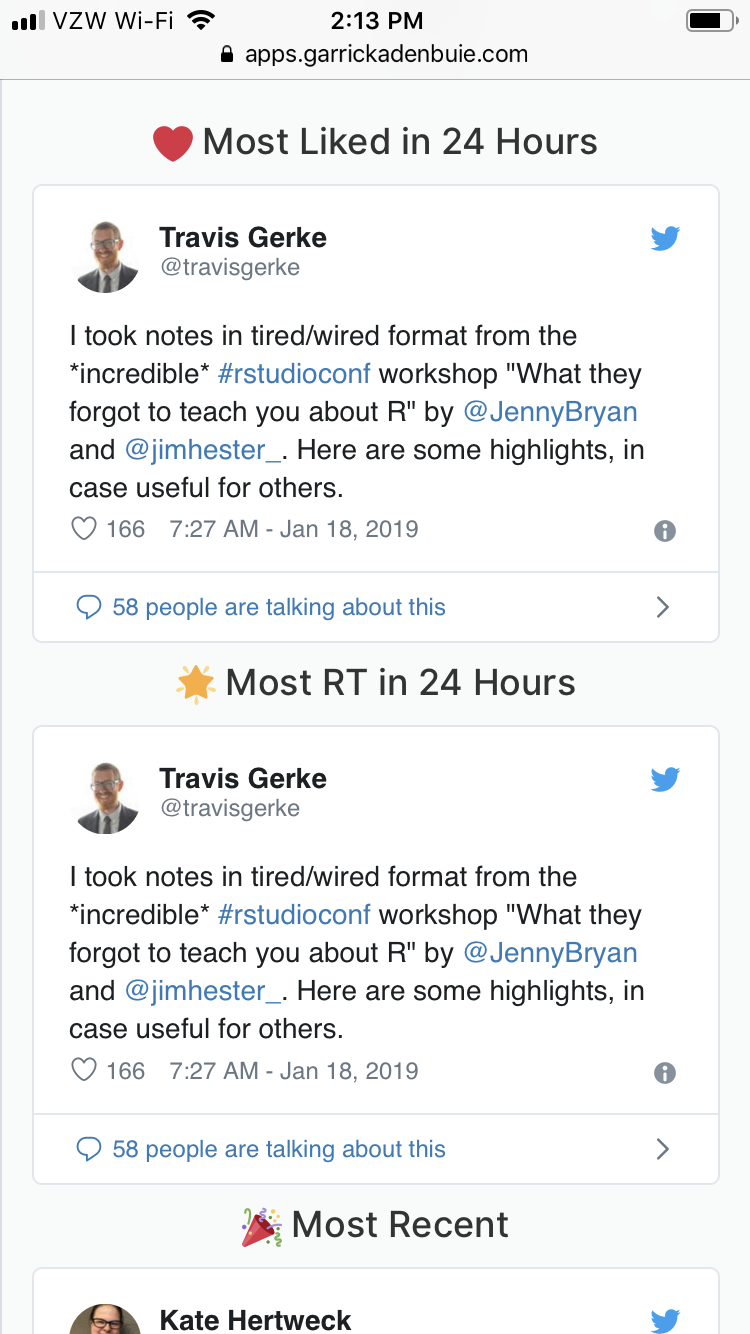 VZW Wi-Fi 2:13 PM
apps.garrickadenbuie.com
Most Liked in 24 Hours
Travis Gerke
@travisgerke
I took notes in tired/wired format from the
*incredible* #rstudioconf workshop "What they
forgot to teach you about R" by @JennyBryan
and @jimhester_. Here are some highlights, in
case useful for others.
166 7:27 AM - Jan 18, 2019
58 people are talking about this
Most RT in 24 Hours
Travis Gerke
@travisgerke
I took notes in tired/wired format from the
*incredible* #rstudioconf workshop "What they
forgot to teach you about R" by @JennyBryan
and @jimhester_. Here are some highlights, in
case useful for others.
166 7:27 AM - Jan 18, 2019
58 people are talking about this
Most Recent
Kate Hertweck